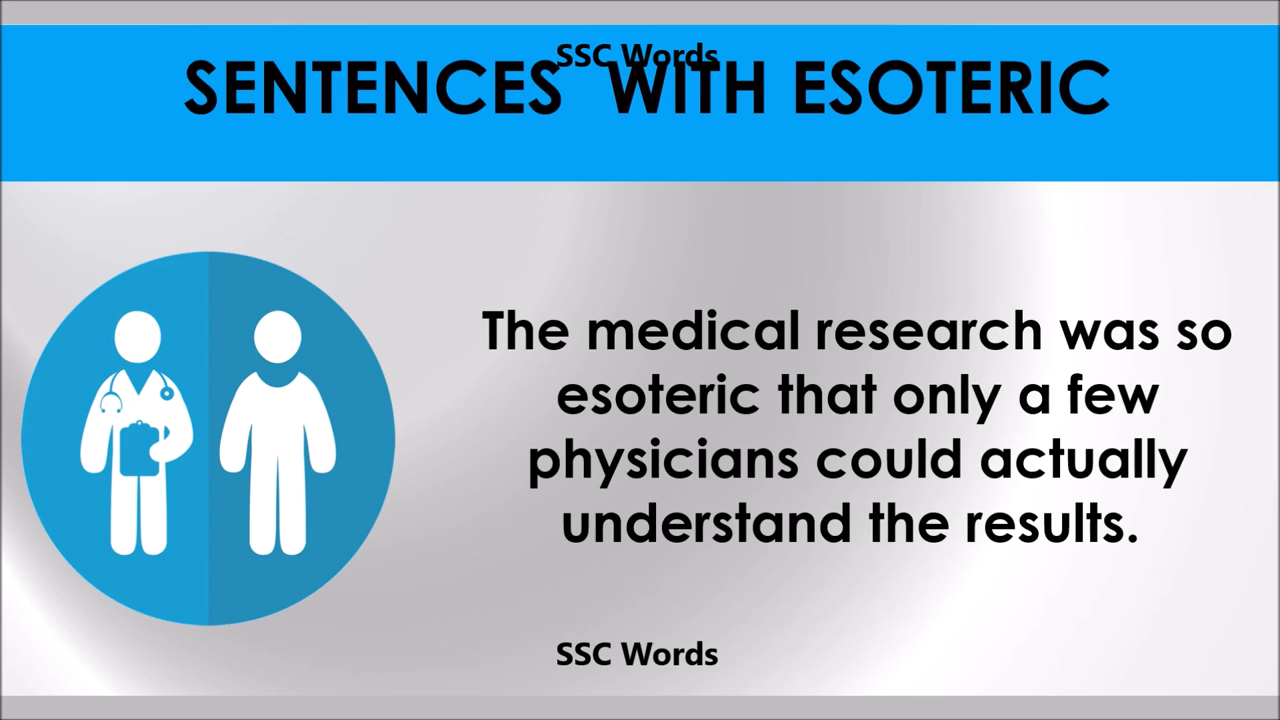 SSC Words
SENTENCES WITH ESOTERIC
The medical research was so
esoteric that only a few
physicians could actually
understand the results.
SSC Words